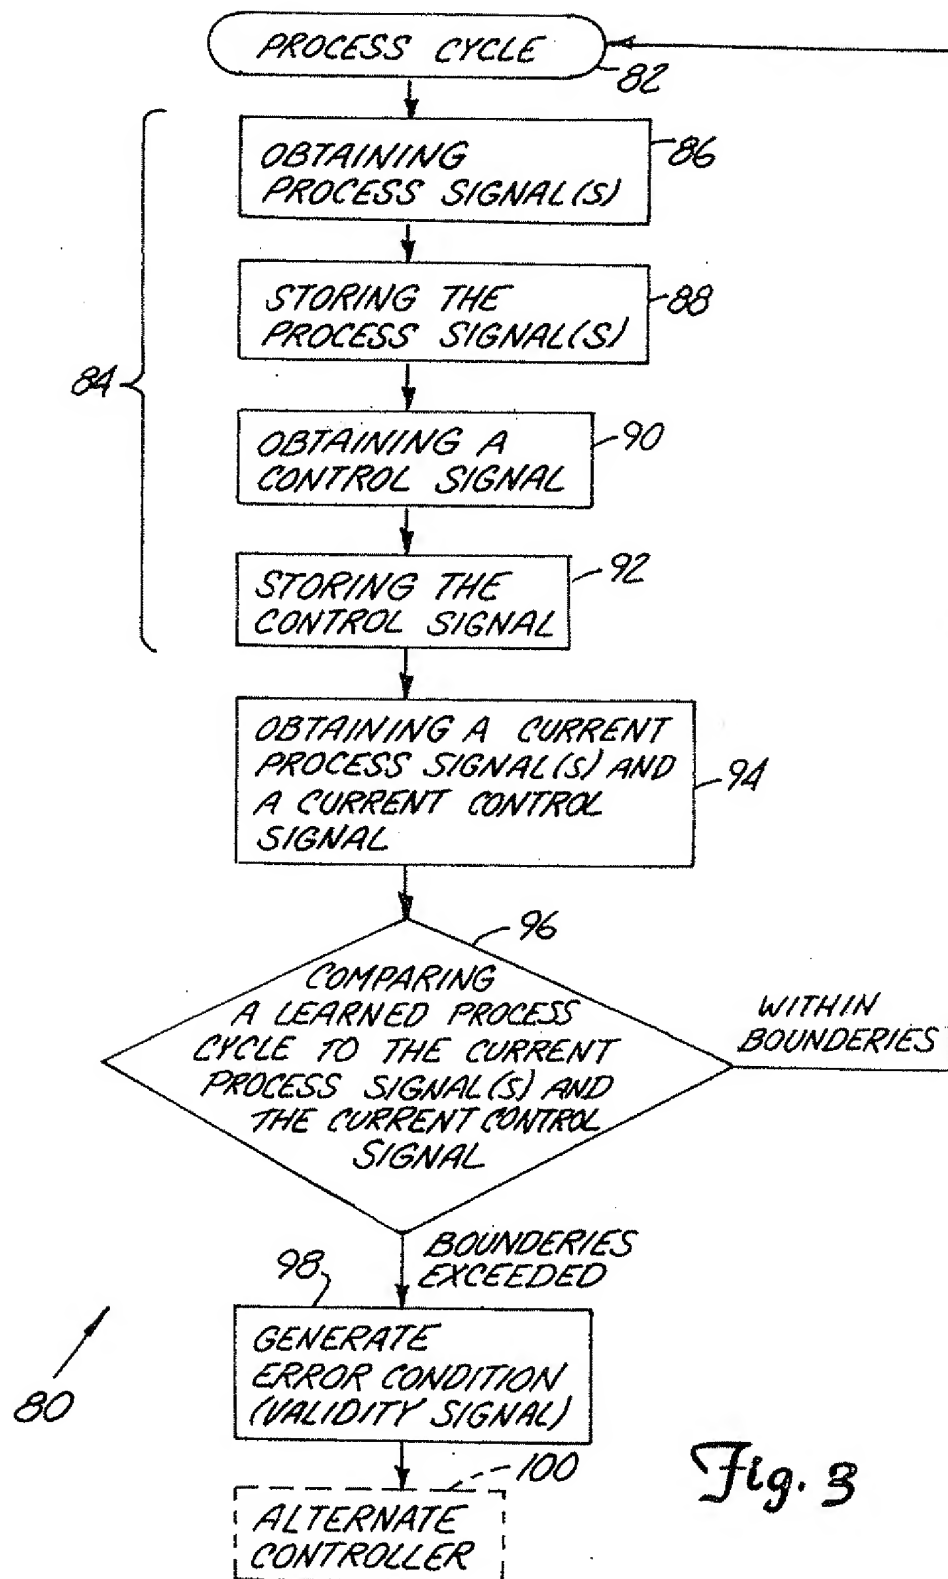 PROCESS CYCLE
82
OBTAINING
PROCESS SIGNAL(S)
86
STORING THE
PROCESS SIGNAL(S)
88
84
OBTAINING A
CONTROL SIGNAL
90
STORING THE
CONTROL SIGNAL
92
OBTAINING A CURRENT
PROCESS SIGNAL(S) AND
A CURRENT CONTROL
SIGNAL
94
96
COMPARING
A LEARNED PROCESS
CYCLE TO THE CURRENT
PROCESS SIGNAL(S) AND
THE CURRENT CONTROL
SIGNAL
WITHIN
BOUNDERIES
BOUNDERIES
EXCEEDED
98
GENERATE
ERROR CONDITION
(VALIDITY SIGNAL)
80
100
ALTERNATE
CONTROLLER
Fig. 3